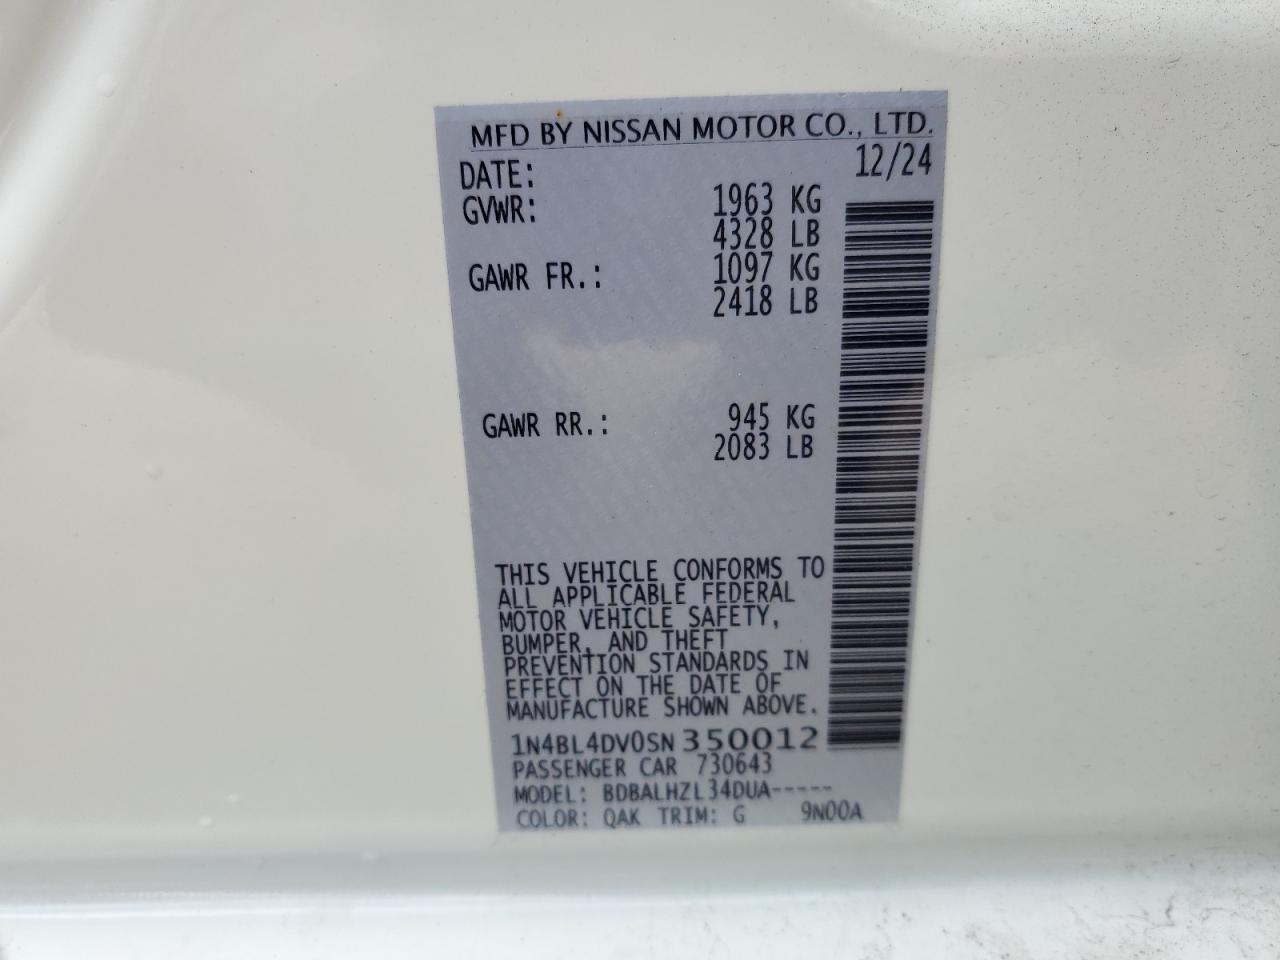 MFD BY NISSAN MOTOR CO., LTD.
DATE: 12/24
GVWR: 1963 KG
4328 LB
GAWR FR.: 1097 KG
2418 LB
GAWR RR.: 945 KG
2083 LB
THIS VEHICLE CONFORMS TO
ALL APPLICABLE FEDERAL
MOTOR VEHICLE SAFETY,
BUMPER, AND THEFT
PREVENTION STANDARDS IN
EFFECT ON THE DATE OF
MANUFACTURE SHOWN ABOVE.
1N4BL4DV0SN350012
PASSENGER CAR 730643
MODEL: BDBALHZL34DUA-----
COLOR: QAK TRIM: G 9N00A